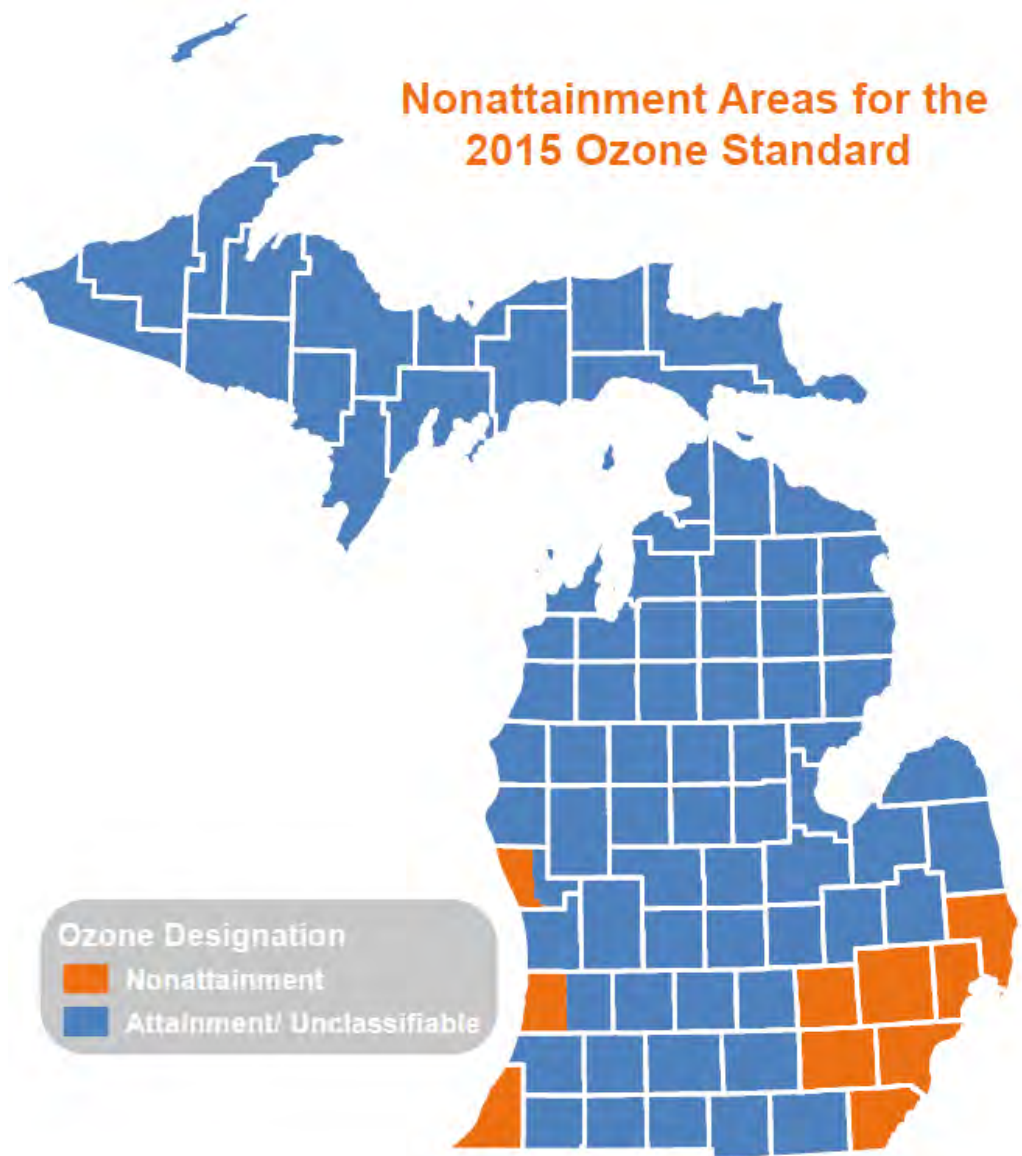 Nonattainment Areas for the
2015 Ozone Standard
Ozone Designation
Nonattainment
Attainment/ Unclassifiable